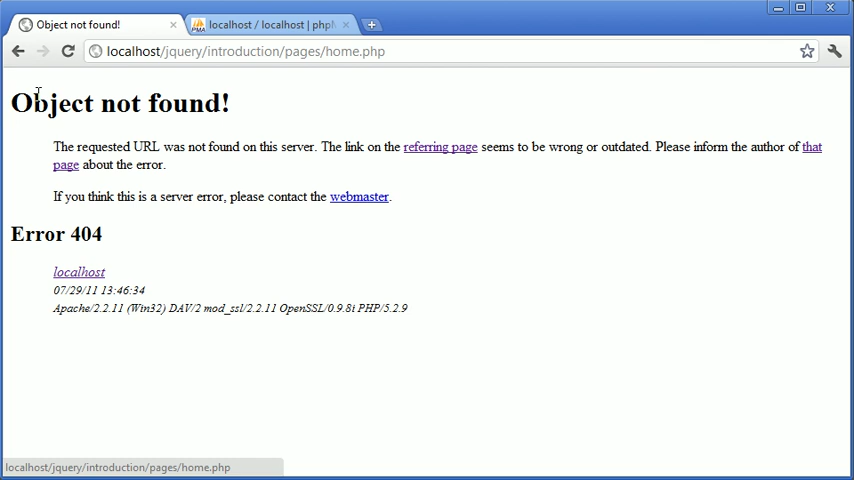 Object not found!
localhost / localhost | phpM
localhost/jquery/introduction/pages/home.php
Object not found!
The requested URL was not found on this server. The link on the referring page seems to be wrong or outdated. Please inform the author of that
page about the error.
If you think this is a server error, please contact the webmaster.
Error 404
localhost
07/29/11 13:46:34
Apache/2.2.11 (Win32) DAV/2 mod_ssl/2.2.11 OpenSSL/0.9.8i PHP/5.2.9
localhost/jquery/introduction/pages/home.php